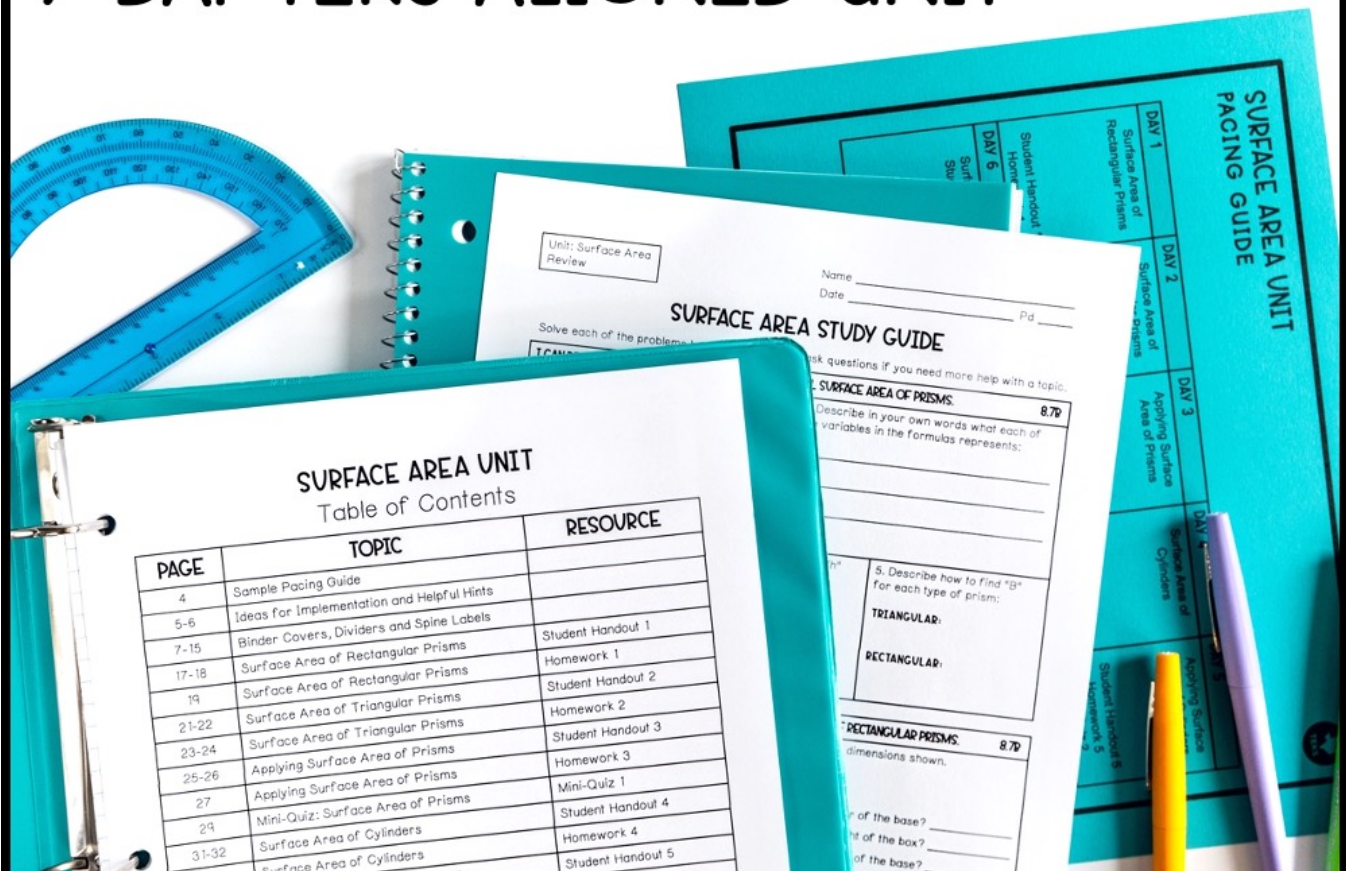 Unit: Surface Area
Review
Name
Date
Pd
SURFACE AREA STUDY GUIDE
Solve each of the problems
ask questions if you need more help with a topic.
SURFACE AREA OF PRISMS. 8.7B
Describe in your own words what each of
variables in the formulas represents:
5. Describe how to find "B"
for each type of prism:
TRIANGULAR:
RECTANGULAR:
RECTANGULAR PRISMS. 8.7B
dimensions shown.
of the base?
of the box?
of the base?
SURFACE AREA UNIT
Table of Contents
PAGE TOPIC RESOURCE
4 Sample Pacing Guide
5-6 Ideas for Implementation and Helpful Hints
7-15 Binder Covers, Dividers and Spine Labels
17-18 Surface Area of Rectangular Prisms Student Handout 1
19 Surface Area of Rectangular Prisms Homework 1
21-22 Surface Area of Triangular Prisms Student Handout 2
23-24 Surface Area of Triangular Prisms Homework 2
25-26 Applying Surface Area of Prisms Student Handout 3
27 Applying Surface Area of Prisms Homework 3
29 Mini-Quiz: Surface Area of Prisms Mini-Quiz 1
31-32 Surface Area of Cylinders Student Handout 4
Surface Area of Cylinders Homework 4
Student Handout 5
SURFACE AREA UNIT
PACING GUIDE
DAY 1
Surface Area of
Rectangular Prisms
Student Handout
DAY 2
Surface Area of
Prisms
DAY 3
Applying Surface
Area of Prisms
DAY
Surface Area of
Cylinders
Applying Surface
Student Handout 5
Homework 5
DAY 6